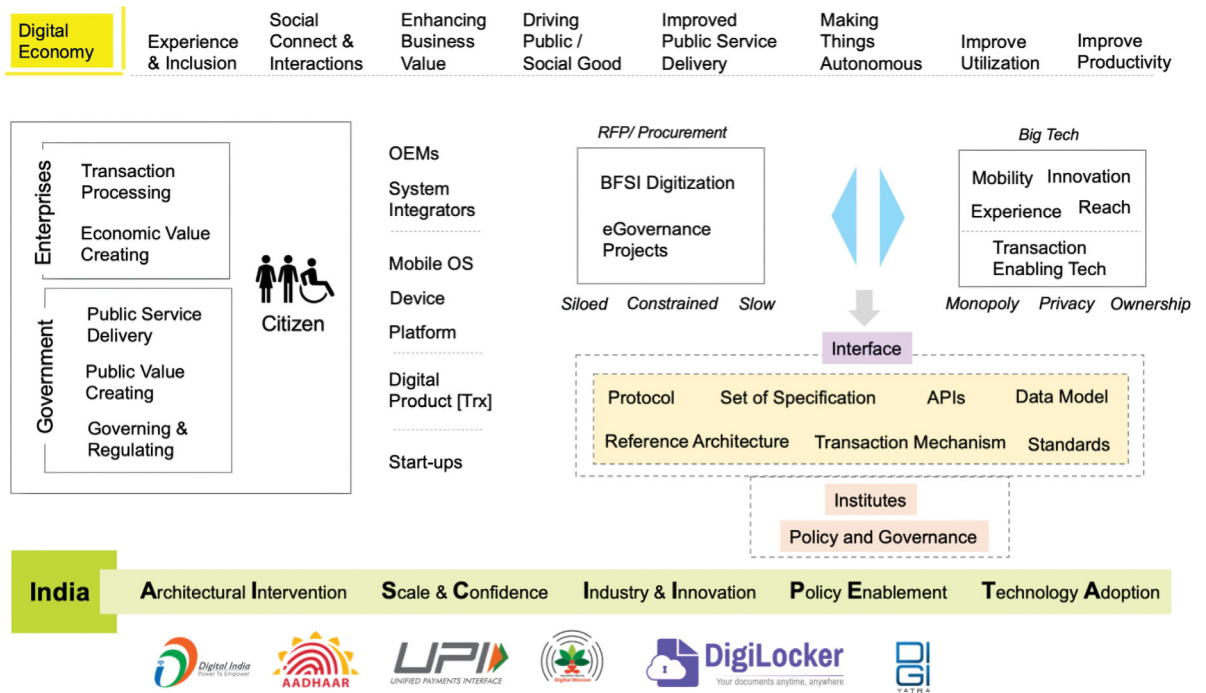 Digital
Economy
Experience
& Inclusion
Social
Connect &
Interactions
Enhancing
Business
Value
Driving
Public /
Social Good
Improved
Public Service
Delivery
Making
Things
Autonomous
Improve
Utilization
Improve
Productivity
Enterprises
Transaction
Processing
Economic Value
Creating
Government
Public Service
Delivery
Public Value
Creating
Governing &
Regulating
Citizen
OEMs
System
Integrators
Mobile OS
Device
Platform
Digital
Product [Trx]
Start-ups
RFP/ Procurement
BFSI Digitization
eGovernance
Projects
Siloed Constrained Slow
Big Tech
Mobility Innovation
Experience Reach
Transaction
Enabling Tech
Monopoly Privacy Ownership
Interface
Protocol Set of Specification APIs Data Model
Reference Architecture Transaction Mechanism Standards
Institutes
Policy and Governance
India
Architectural Intervention Scale & Confidence Industry & Innovation Policy Enablement Technology Adoption
Digital India
Power To Empower
AADHAAR
UPI
UNIFIED PAYMENTS INTERFACE
Digital Mission
DigiLocker
Your documents anytime, anywhere
DI
GI
YATRA